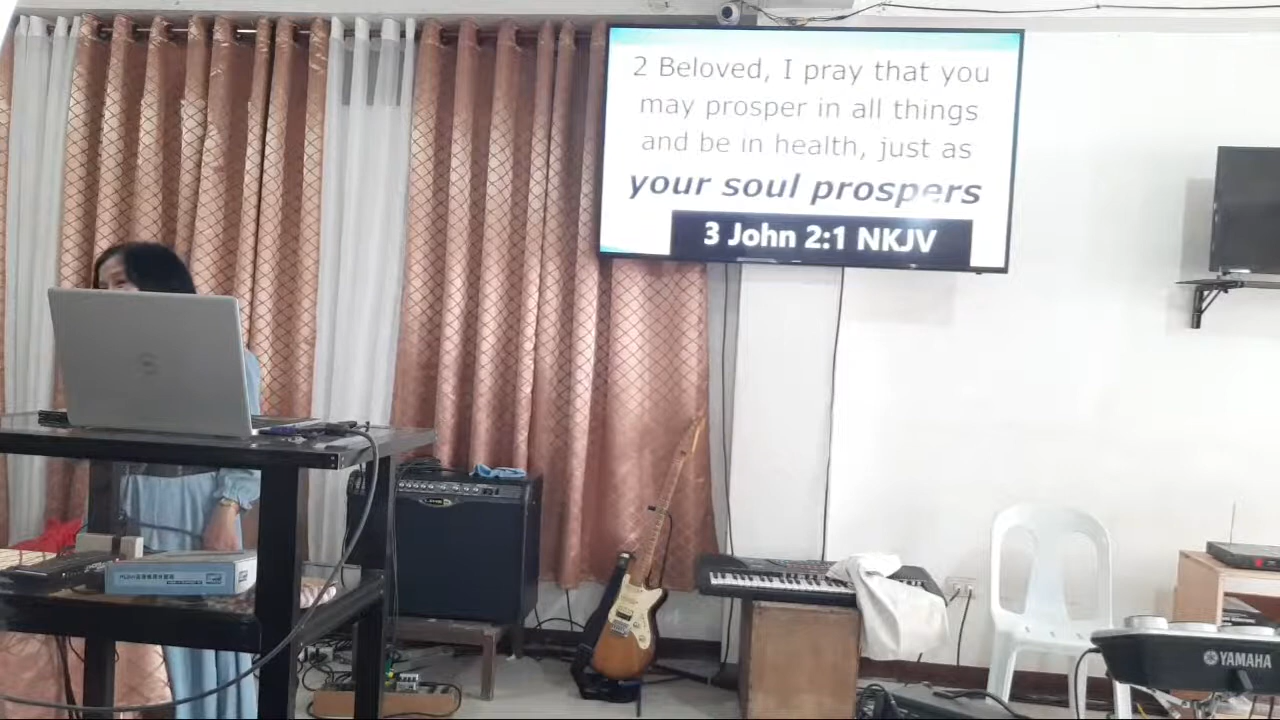 2 Beloved, I pray that you
may prosper in all things
and be in health, just as
your soul prospers
3 John 2:1 NKJV
YAMAHA